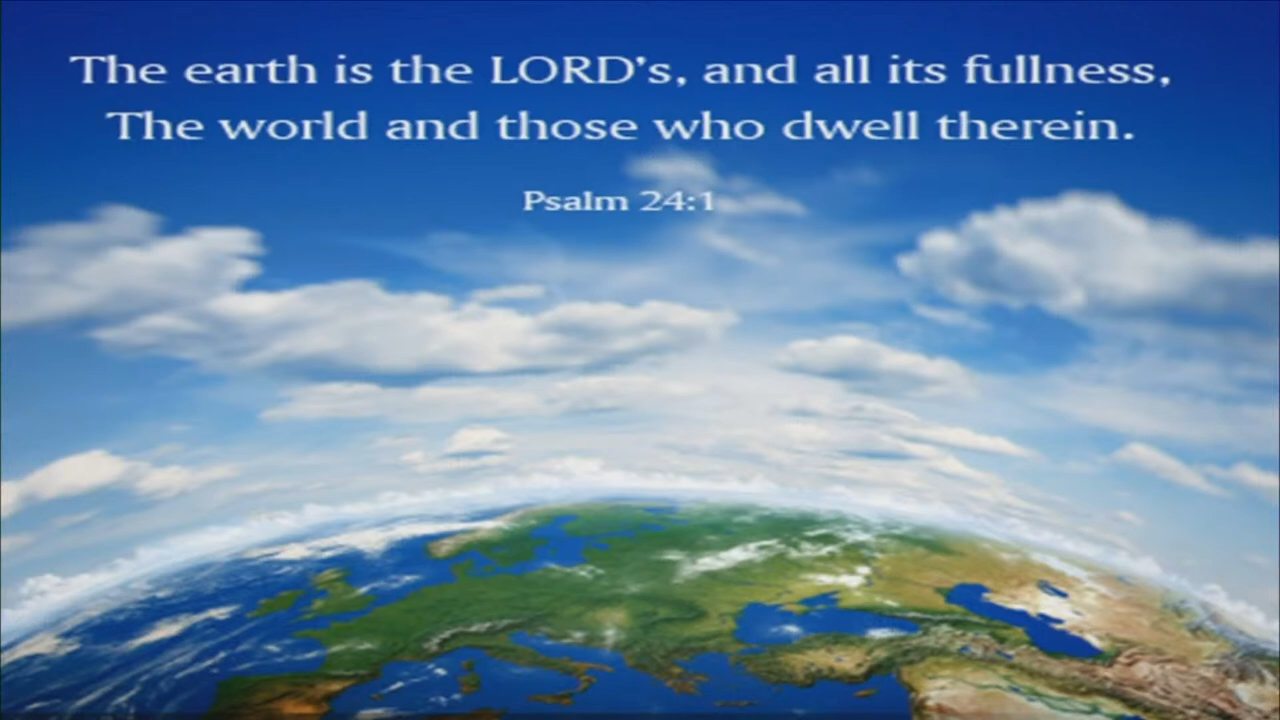 The earth is the LORD's, and all its fullness,
The world and those who dwell therein.
Psalm 24:1